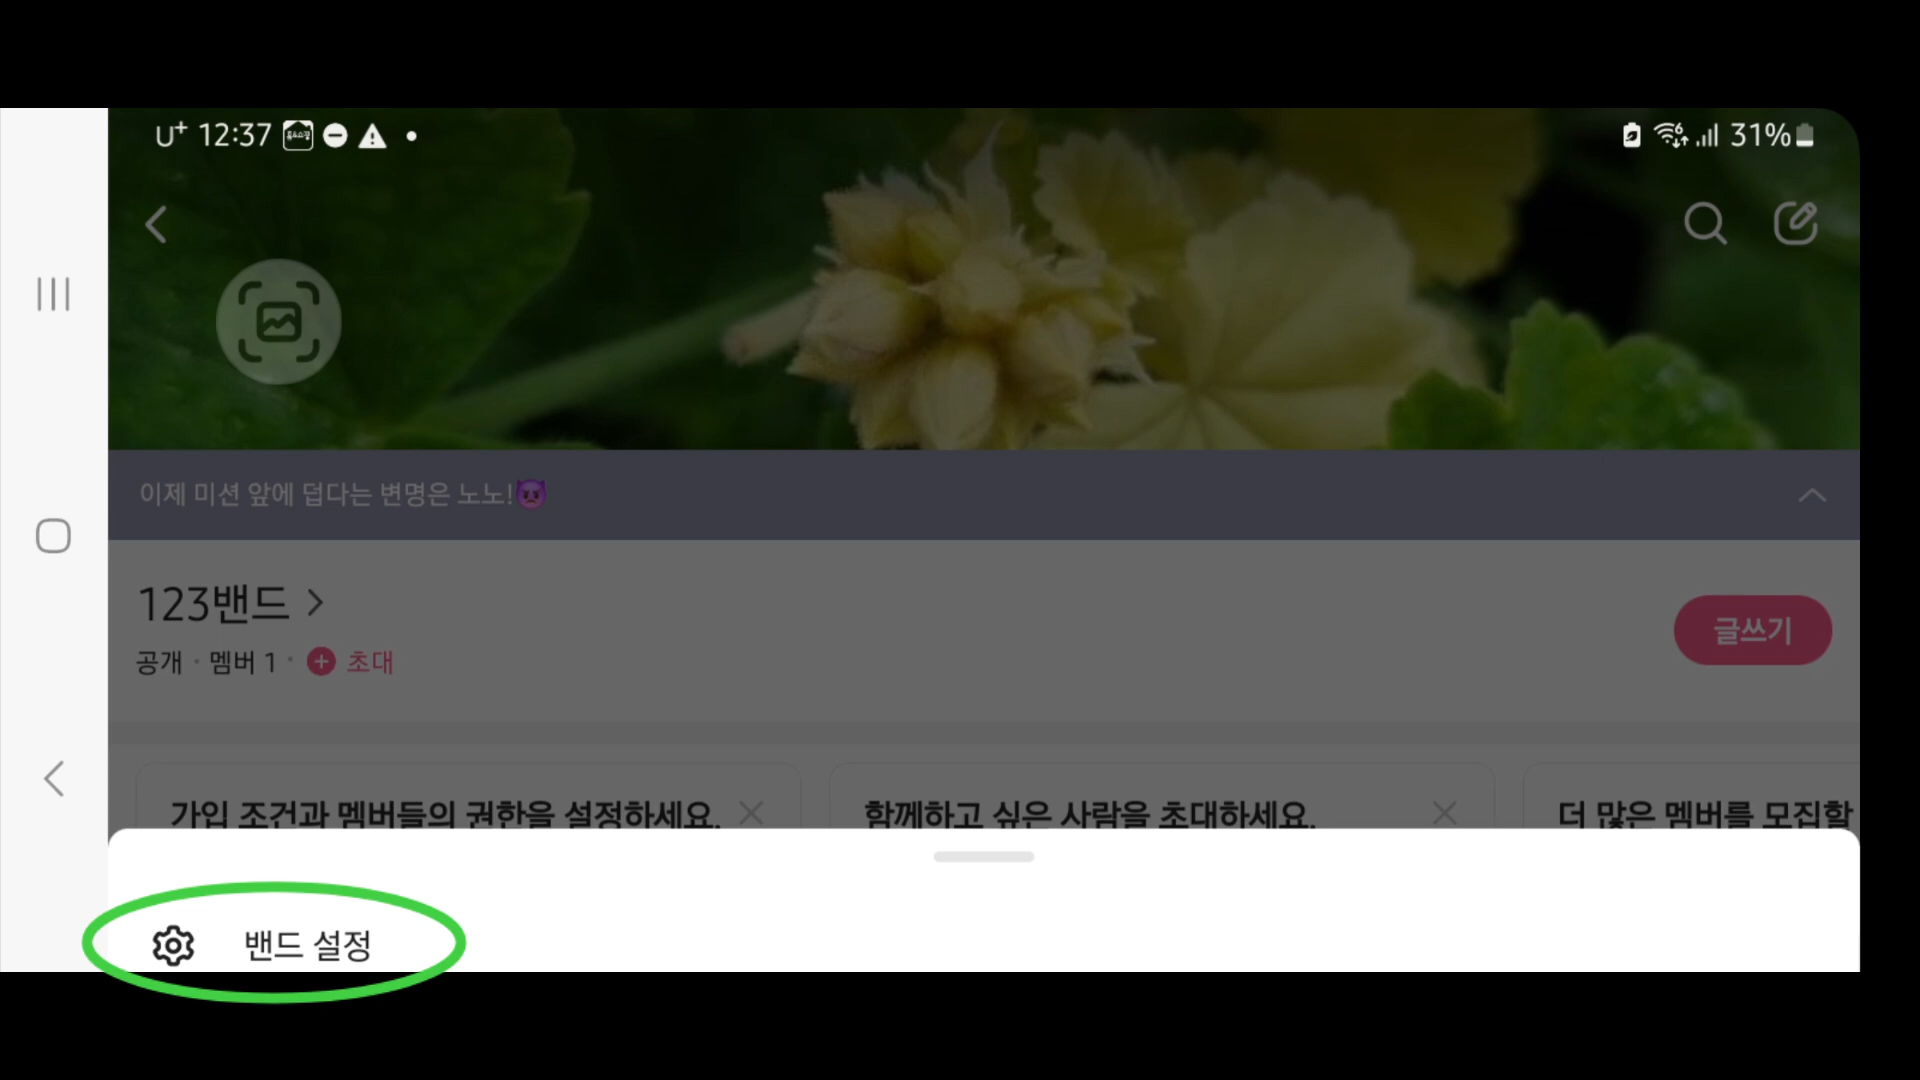 U+ 12:37
31%
이제 미션 앞에 덥다는 변명은 노노!😈
123밴드
글쓰기
공개 · 멤버 1 · 초대
가입 조건과 멤버들의 권한을 설정하세요.
함께하고 싶은 사람을 초대하세요.
더 많은 멤버를 모집할
밴드 설정